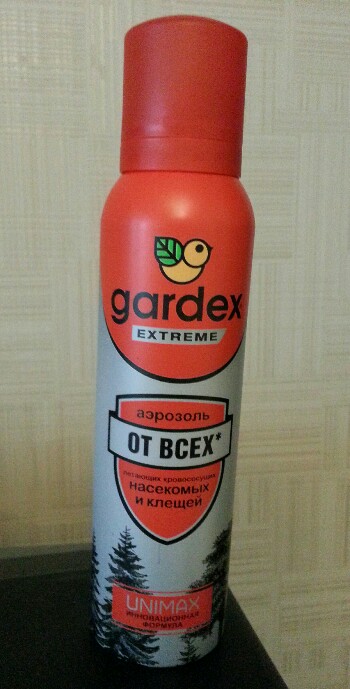 gardex
EXTREME
аэрозоль
ОТ ВСЕХ*
летающих кровососущих
насекомых
и клещей
UNIMAX
ИННОВАЦИОННАЯ
ФОРМУЛА